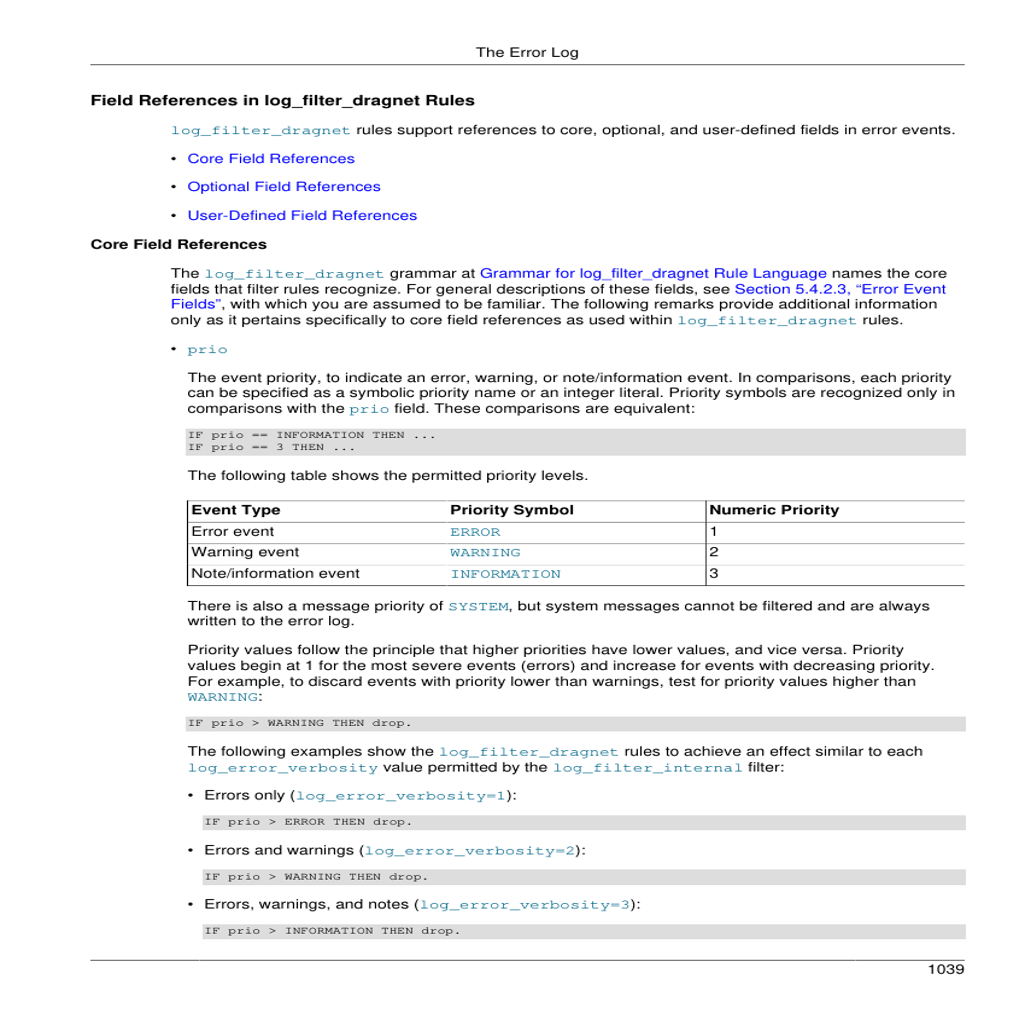 The Error Log
Field References in log_filter_dragnet Rules
log_filter_dragnet rules support references to core, optional, and user-defined fields in error events.
• Core Field References
• Optional Field References
• User-Defined Field References
Core Field References
The log_filter_dragnet grammar at Grammar for log_filter_dragnet Rule Language names the core
fields that filter rules recognize. For general descriptions of these fields, see Section 5.4.2.3, “Error Event
Fields”, with which you are assumed to be familiar. The following remarks provide additional information
only as it pertains specifically to core field references as used within log_filter_dragnet rules.
• prio
The event priority, to indicate an error, warning, or note/information event. In comparisons, each priority
can be specified as a symbolic priority name or an integer literal. Priority symbols are recognized only in
comparisons with the prio field. These comparisons are equivalent:
IF prio == INFORMATION THEN ...
IF prio == 3 THEN ...
The following table shows the permitted priority levels.
Event Type Priority Symbol Numeric Priority
Error event ERROR 1
Warning event WARNING 2
Note/information event INFORMATION 3
There is also a message priority of SYSTEM, but system messages cannot be filtered and are always
written to the error log.
Priority values follow the principle that higher priorities have lower values, and vice versa. Priority
values begin at 1 for the most severe events (errors) and increase for events with decreasing priority.
For example, to discard events with priority lower than warnings, test for priority values higher than
WARNING:
IF prio > WARNING THEN drop.
The following examples show the log_filter_dragnet rules to achieve an effect similar to each
log_error_verbosity value permitted by the log_filter_internal filter:
• Errors only (log_error_verbosity=1):
IF prio > ERROR THEN drop.
• Errors and warnings (log_error_verbosity=2):
IF prio > WARNING THEN drop.
• Errors, warnings, and notes (log_error_verbosity=3):
IF prio > INFORMATION THEN drop.
1039